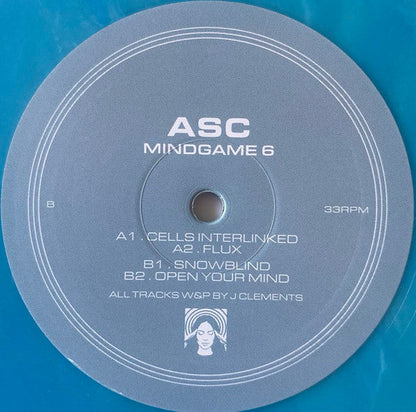 ASC
MINDGAME 6
B
33RPM
A1 . CELLS INTERLINKED
A2 . FLUX
B1 . SNOWBLIND
B2 . OPEN YOUR MIND
ALL TRACKS W&P BY J CLEMENTS